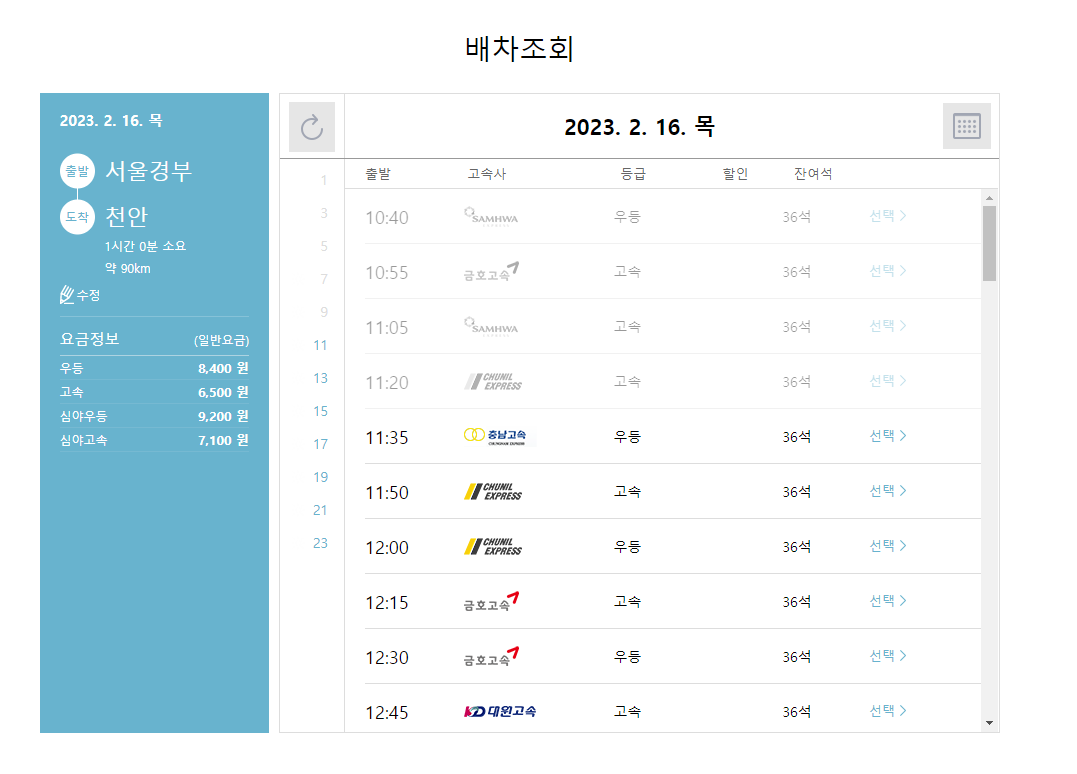 배차조회
2023. 2. 16. 목
출발 서울경부
도착 천안
1시간 0분 소요
약 90km
수정
요금정보 (일반요금)
우등 8,400 원
고속 6,500 원
심야우등 9,200 원
심야고속 7,100 원
2023. 2. 16. 목
1
3
5
7
9
11
13
15
17
19
21
23
출발 고속사 등급 할인 잔여석
10:40 SAMHWA EXPRESS 우등 36석 선택 >
10:55 금호고속 고속 36석 선택 >
11:05 SAMHWA EXPRESS 고속 36석 선택 >
11:20 CHUNIL EXPRESS 고속 36석 선택 >
11:35 충남고속 CHUNGNAM EXPRESS 우등 36석 선택 >
11:50 CHUNIL EXPRESS 고속 36석 선택 >
12:00 CHUNIL EXPRESS 우등 36석 선택 >
12:15 금호고속 고속 36석 선택 >
12:30 금호고속 우등 36석 선택 >
12:45 KD 대원고속 고속 36석 선택 >